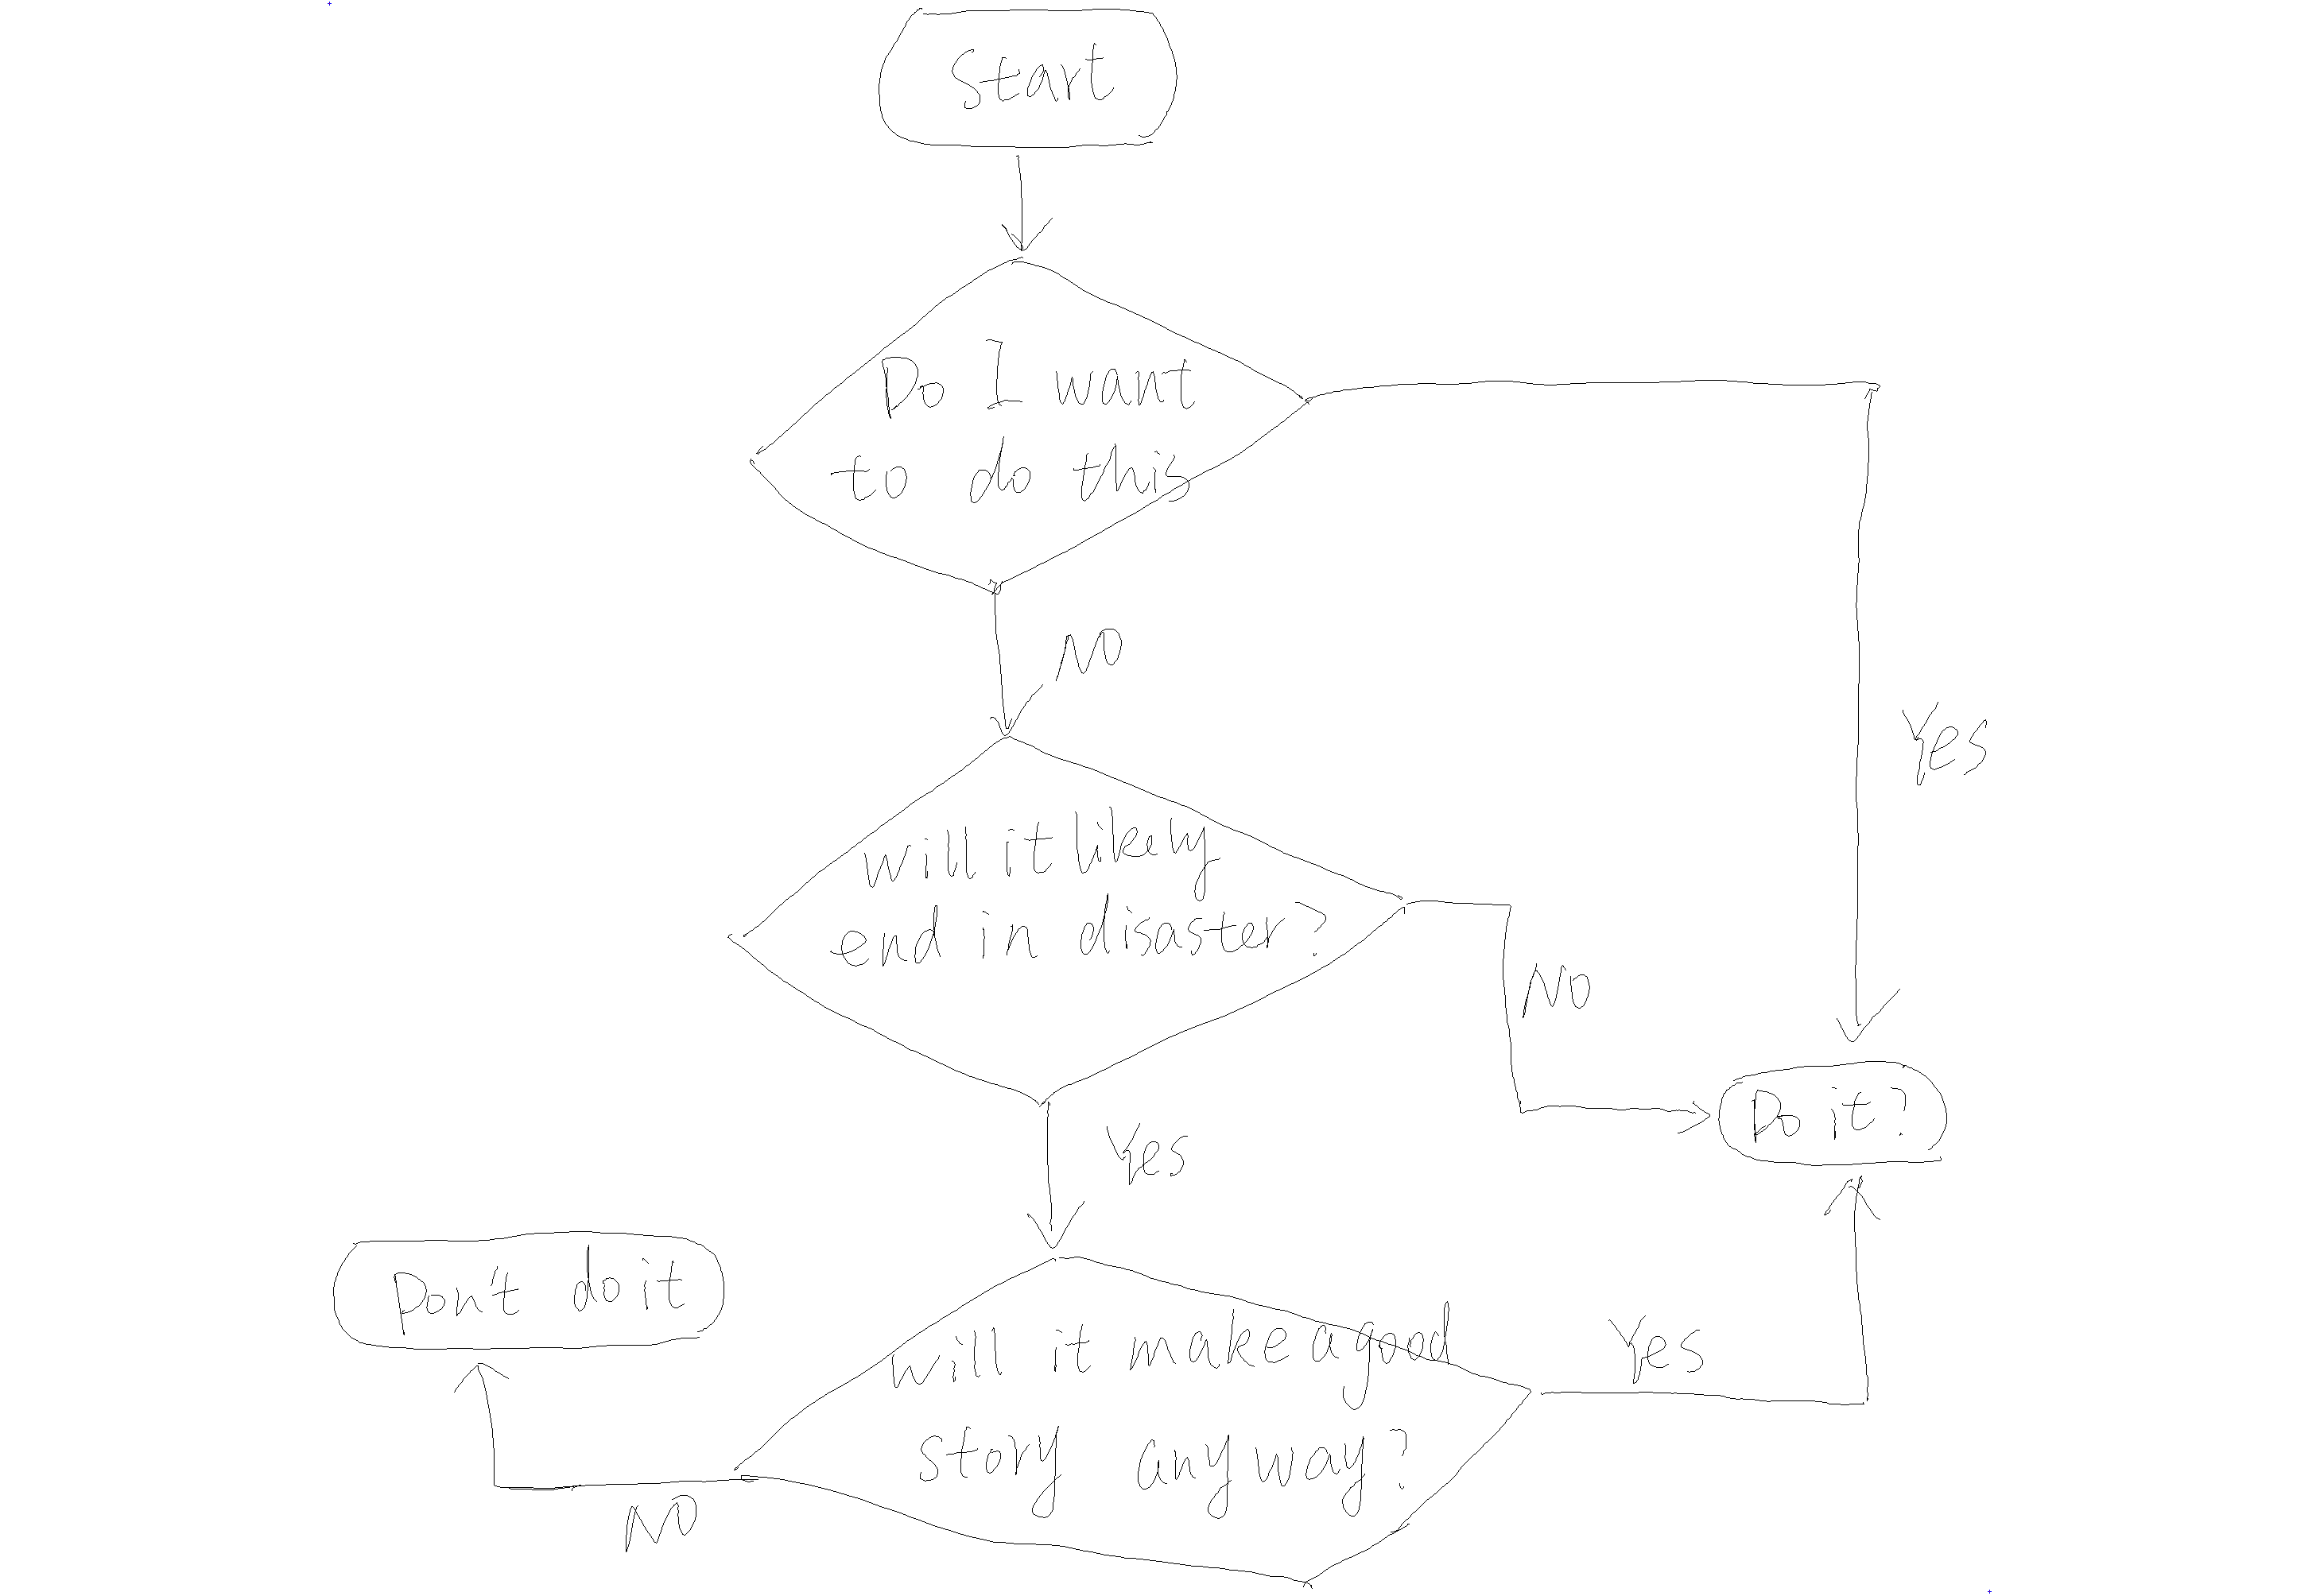 Start
Do I want
to do this
NO
Yes
will it likely
end in disaster?
NO
Yes
Do it?
Don't do it
will it make a good
story anyway?
Yes
NO